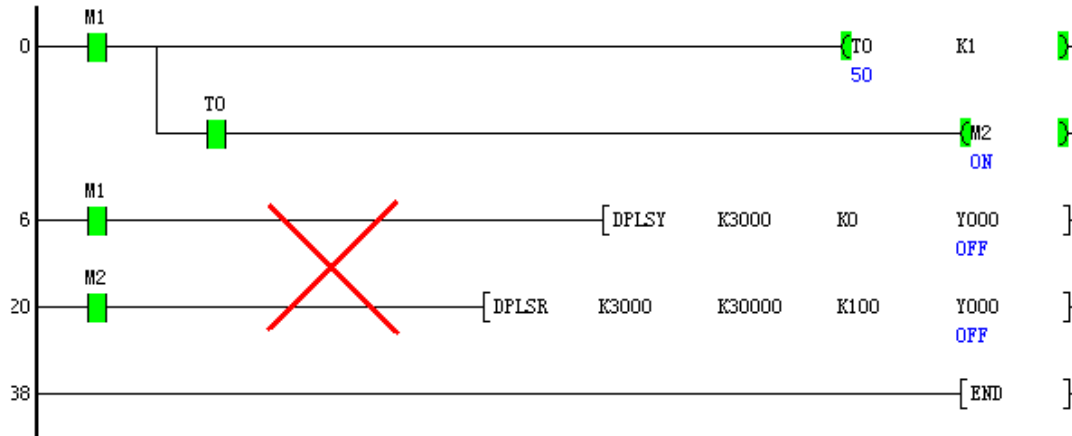 M1
0 T0 K1
50
T0
M2
ON
M1
6 DPLSY K3000 K0 Y000
OFF
M2
20 DPLSR K3000 K30000 K100 Y000
OFF
38 END